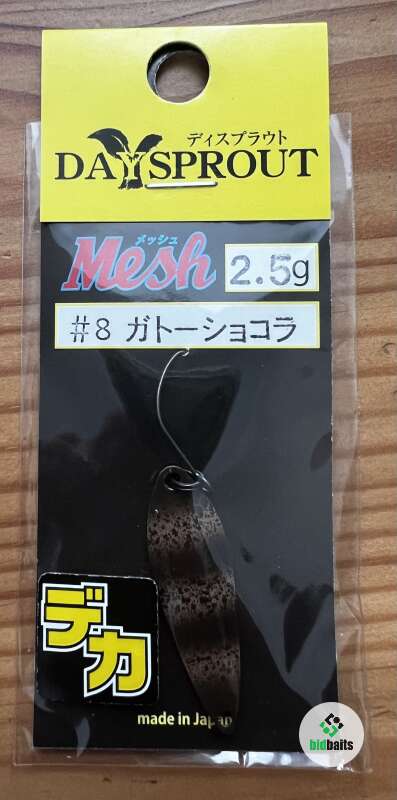 ディスプラウト
DAYSPROUT
メッシュ
Mesh 2.5g
#8 ガトーショコラ
デカ
made in Japan
bidbaits